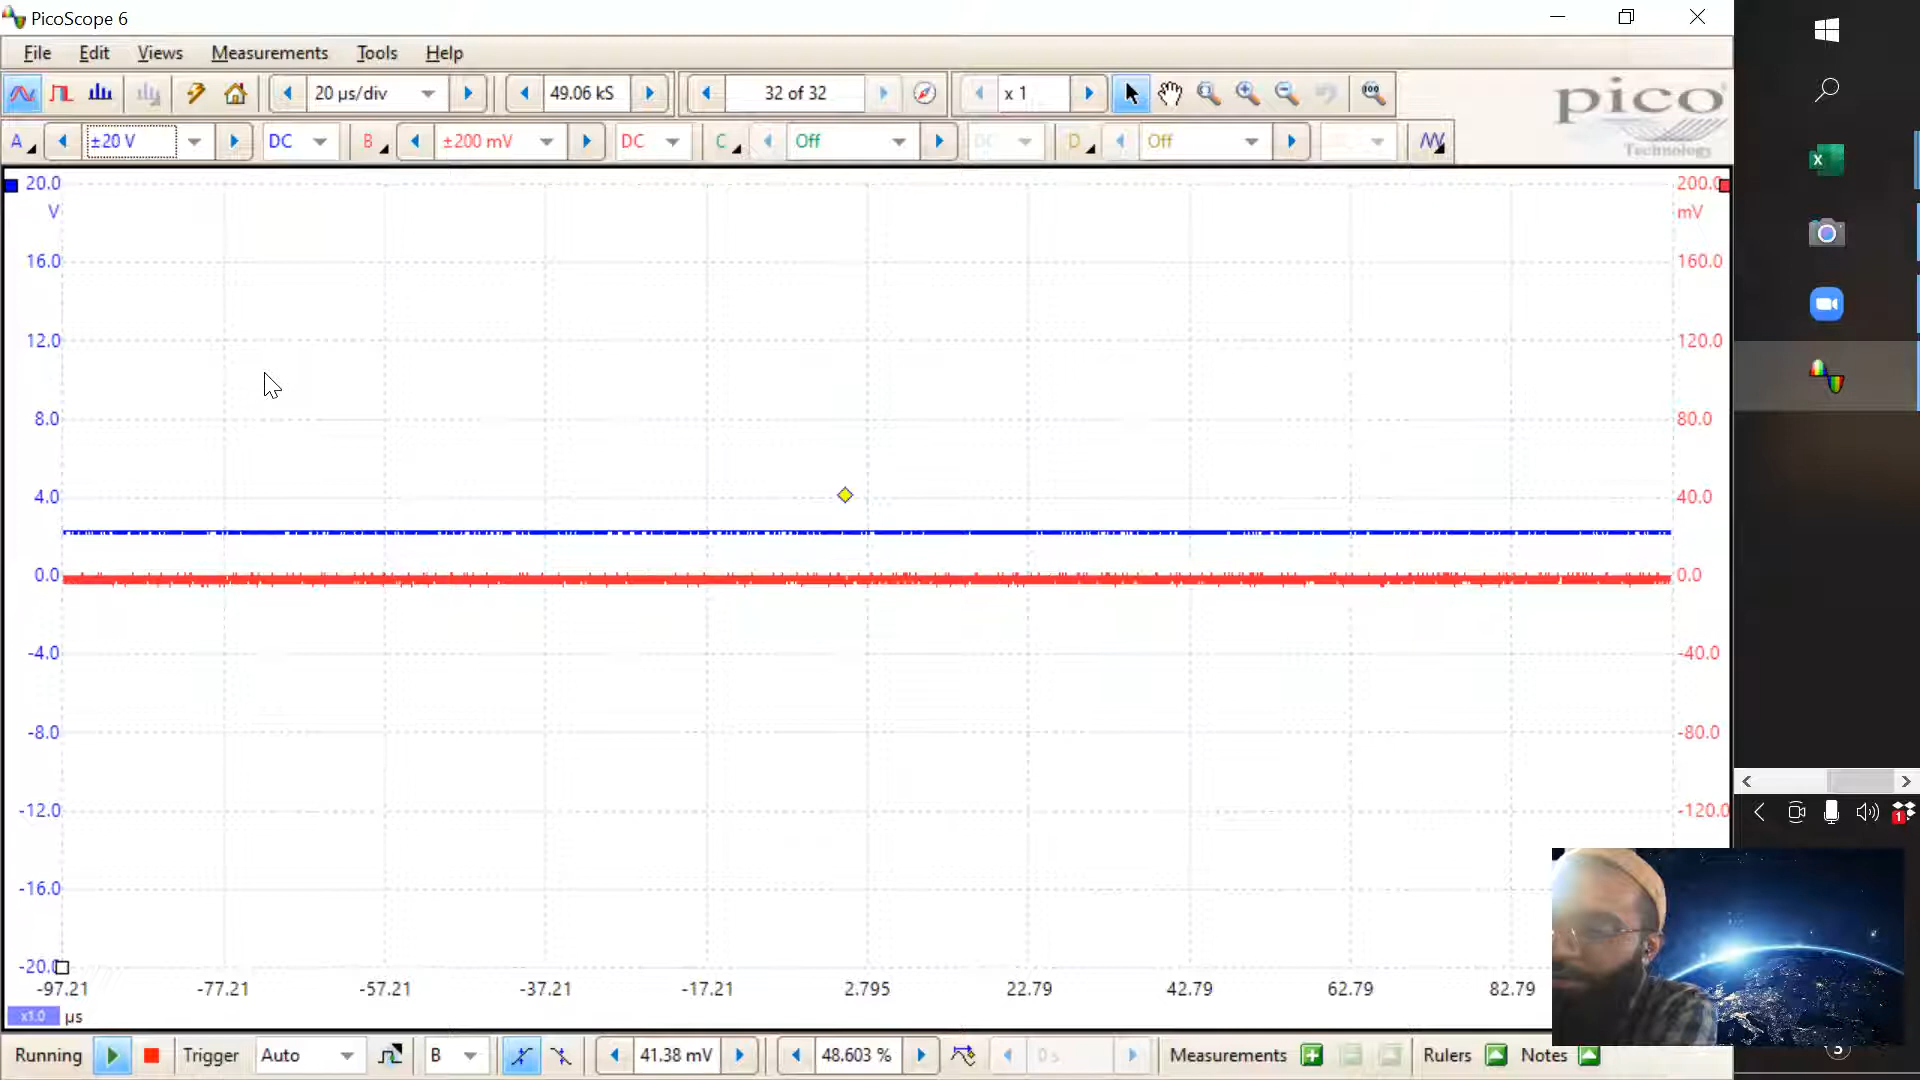 PicoScope 6
File Edit Views Measurements Tools Help
20 µs/div 49.06 kS 32 of 32 x 1
pico
Technology
A ±20 V DC B ±200 mV DC C Off DC D Off
20.0 200.0
V mV
16.0 160.0
12.0 120.0
8.0 80.0
4.0 40.0
0.0 0.0
-4.0 -40.0
-8.0 -80.0
-12.0 -120.0
-16.0
-20.0
-97.21 -77.21 -57.21 -37.21 -17.21 2.795 22.79 42.79 62.79 82.79
x1.0 µs
Running Trigger Auto B 41.38 mV 48.603 % 0 s Measurements Rulers Notes
X
1